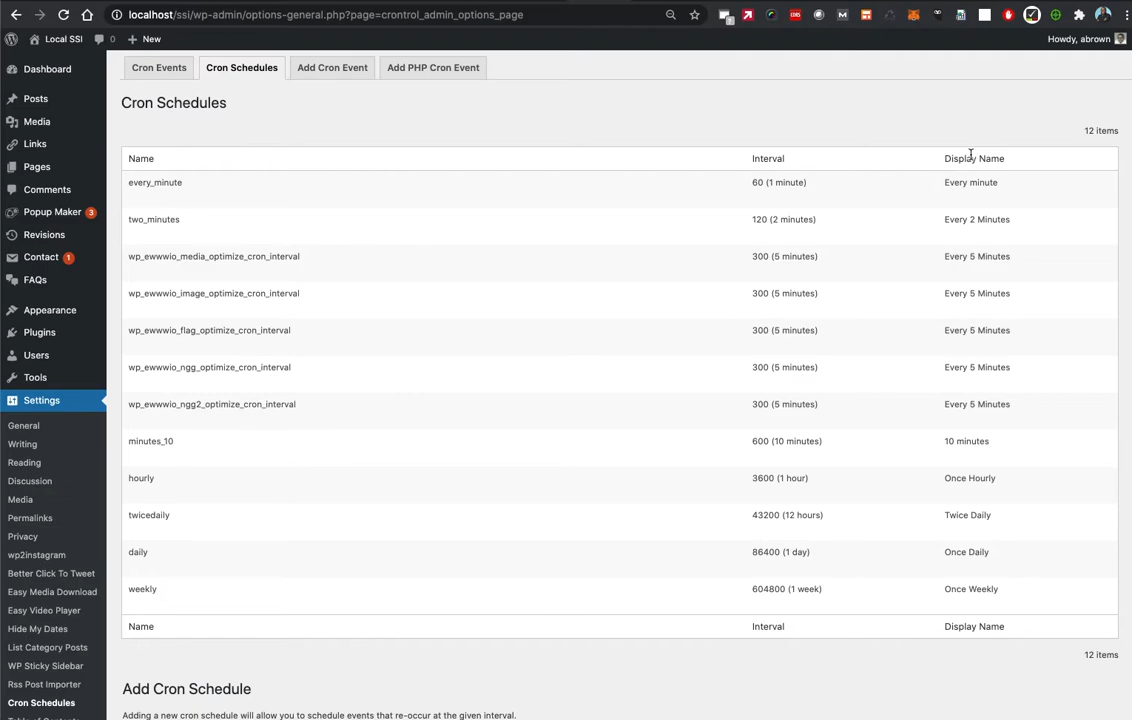 localhost/ssi/wp-admin/options-general.php?page=crontrol_admin_options_page
Local SSI
0
New
Howdy, abrown
Dashboard
Posts
Media
Links
Pages
Comments
Popup Maker 3
Revisions
Contact 1
FAQs
Appearance
Plugins
Users
Tools
Settings
General
Writing
Reading
Discussion
Media
Permalinks
Privacy
wp2instagram
Better Click To Tweet
Easy Media Download
Easy Video Player
Hide My Dates
List Category Posts
WP Sticky Sidebar
Rss Post Importer
Cron Schedules
Cron Events Cron Schedules Add Cron Event Add PHP Cron Event
Cron Schedules
12 items
Name Interval Display Name
every_minute 60 (1 minute) Every minute
two_minutes 120 (2 minutes) Every 2 Minutes
wp_ewwwio_media_optimize_cron_interval 300 (5 minutes) Every 5 Minutes
wp_ewwwio_image_optimize_cron_interval 300 (5 minutes) Every 5 Minutes
wp_ewwwio_flag_optimize_cron_interval 300 (5 minutes) Every 5 Minutes
wp_ewwwio_ngg_optimize_cron_interval 300 (5 minutes) Every 5 Minutes
wp_ewwwio_ngg2_optimize_cron_interval 300 (5 minutes) Every 5 Minutes
minutes_10 600 (10 minutes) 10 minutes
hourly 3600 (1 hour) Once Hourly
twicedaily 43200 (12 hours) Twice Daily
daily 86400 (1 day) Once Daily
weekly 604800 (1 week) Once Weekly
Name Interval Display Name
12 items
Add Cron Schedule
Adding a new cron schedule will allow you to schedule events that re-occur at the given interval.